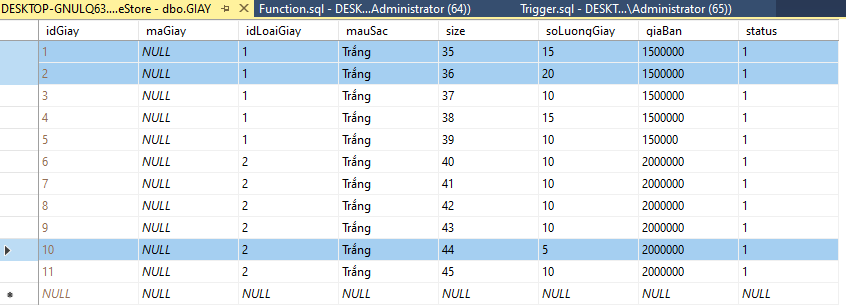 DESKTOP-GNULQ63....eStore - dbo.GIAY Function.sql - DESK...Administrator (64)) Trigger.sql - DESKT...\Administrator (65))
idGiay maGiay idLoaiGiay mauSac size soLuongGiay giaBan status
1 NULL 1 Trắng 35 15 1500000 1
2 NULL 1 Trắng 36 20 1500000 1
3 NULL 1 Trắng 37 10 1500000 1
4 NULL 1 Trắng 38 15 1500000 1
5 NULL 1 Trắng 39 10 150000 1
6 NULL 2 Trắng 40 10 2000000 1
7 NULL 2 Trắng 41 10 2000000 1
8 NULL 2 Trắng 42 10 2000000 1
9 NULL 2 Trắng 43 10 2000000 1
10 NULL 2 Trắng 44 5 2000000 1
11 NULL 2 Trắng 45 10 2000000 1
NULL NULL NULL NULL NULL NULL NULL NULL